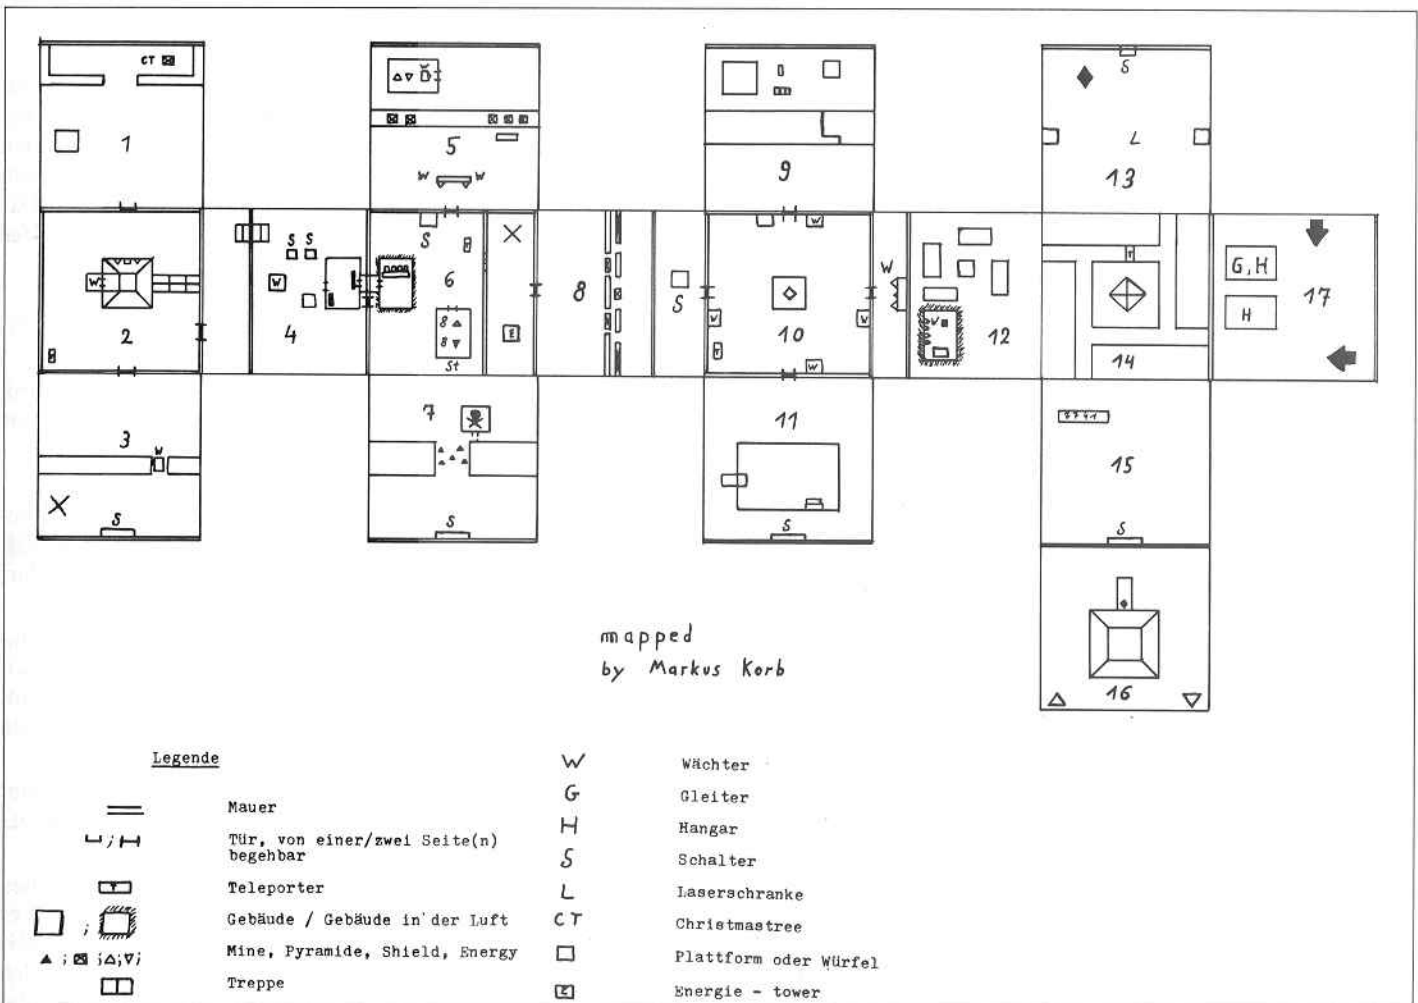 CT
W
S
1
5
9
L
13
W W
S S
S
W
W
G, H
W
6
8
S
H
17
W
W
2
4
8
E
10
T
12
8
St
W
14
3
7
11
7741
W
15
S
S
S
S
mapped
by Markus Korb
16
Legende
W Wächter
G Gleiter
Mauer
H Hangar
Tür, von einer/zwei Seite(n)
begehbar
S Schalter
Teleporter
L Laserschranke
; Gebäude / Gebäude in der Luft
CT Christmastree
; ; ; ; Mine, Pyramide, Shield, Energy
Plattform oder Würfel
Treppe
E Energie - tower